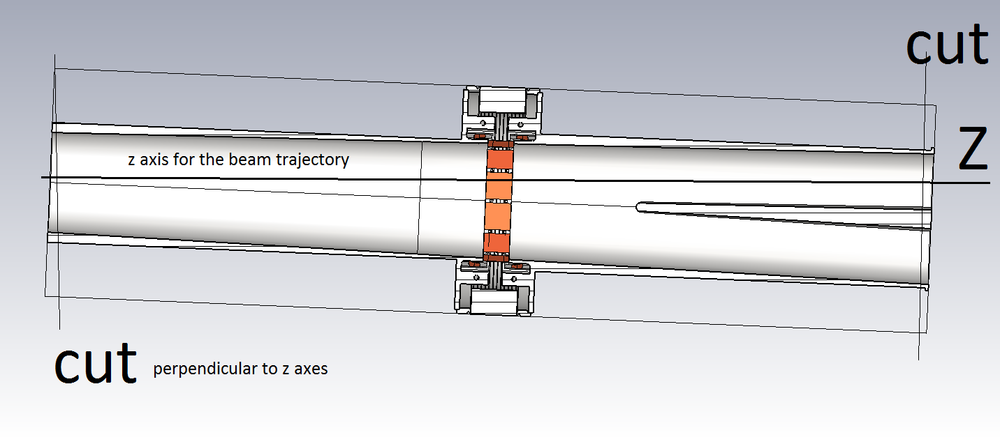 cut
Z
z axis for the beam trajectory
cut
perpendicular to z axes